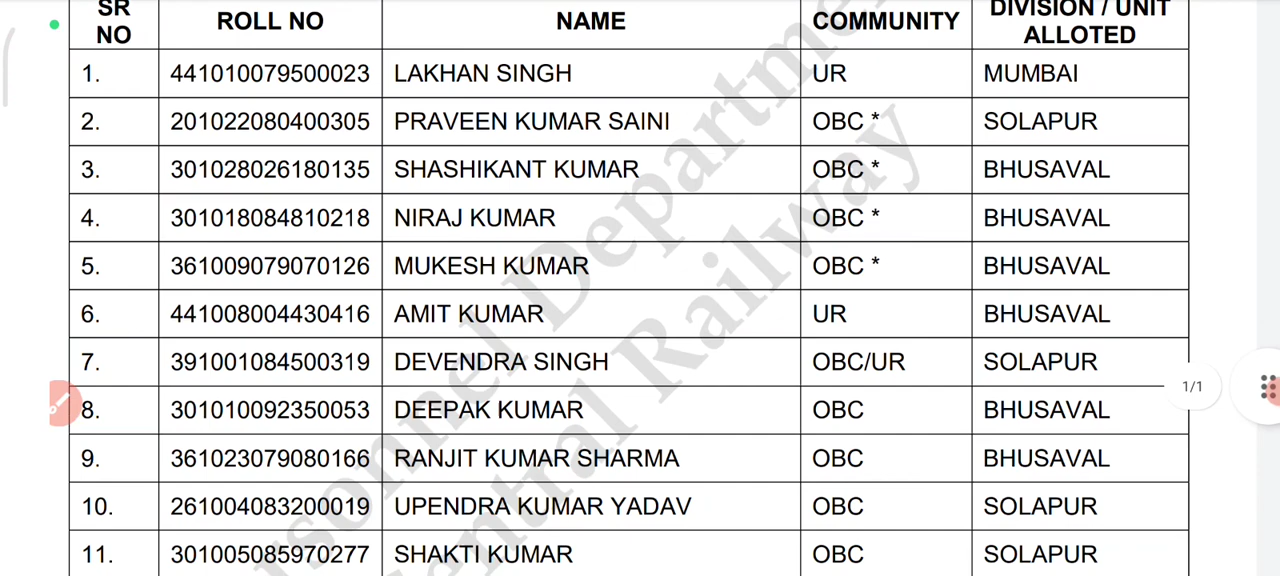 SR NO ROLL NO NAME COMMUNITY DIVISION / UNIT ALLOTED
1. 441010079500023 LAKHAN SINGH UR MUMBAI
2. 201022080400305 PRAVEEN KUMAR SAINI OBC * SOLAPUR
3. 301028026180135 SHASHIKANT KUMAR OBC * BHUSAVAL
4. 301018084810218 NIRAJ KUMAR OBC * BHUSAVAL
5. 361009079070126 MUKESH KUMAR OBC * BHUSAVAL
6. 441008004430416 AMIT KUMAR UR BHUSAVAL
7. 391001084500319 DEVENDRA SINGH OBC/UR SOLAPUR
8. 301010092350053 DEEPAK KUMAR OBC BHUSAVAL
9. 361023079080166 RANJIT KUMAR SHARMA OBC BHUSAVAL
10. 261004083200019 UPENDRA KUMAR YADAV OBC SOLAPUR
11. 301005085970277 SHAKTI KUMAR OBC SOLAPUR
1/1
rsonnel Departme
entral Railway